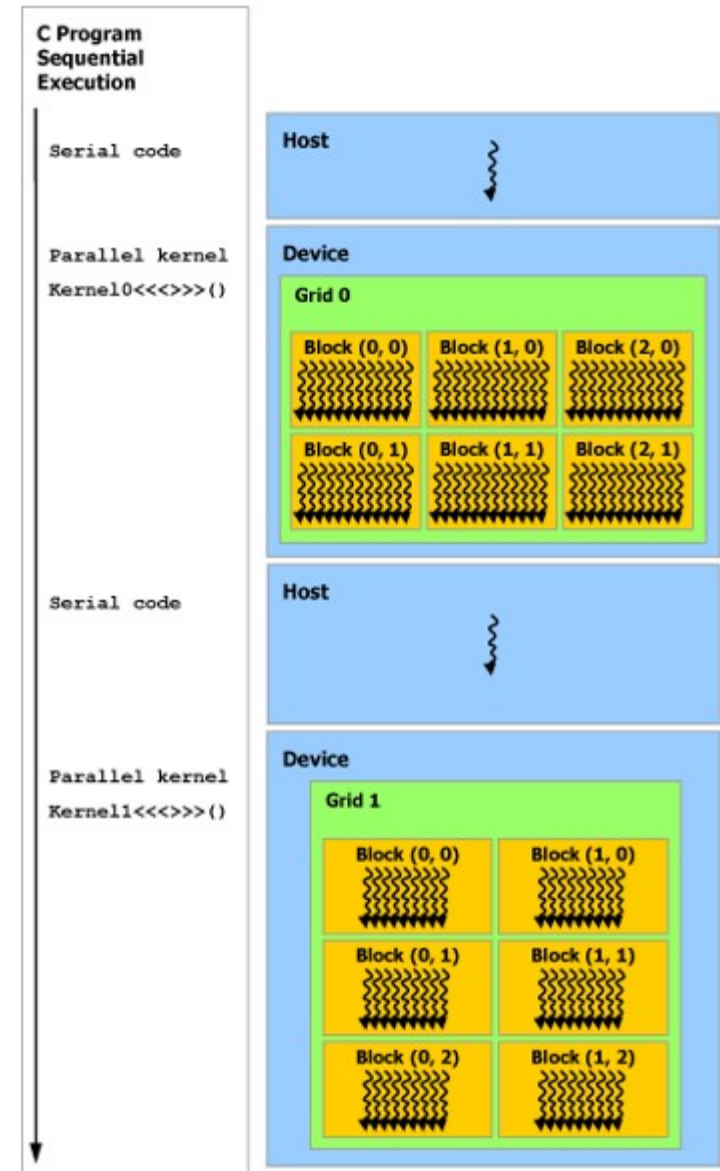 C Program
Sequential
Execution
Serial code
Host
Parallel kernel
Kernel0<<<>>>()
Device
Grid 0
Block (0, 0) Block (1, 0) Block (2, 0)
Block (0, 1) Block (1, 1) Block (2, 1)
Serial code
Host
Parallel kernel
Kernel1<<<>>>()
Device
Grid 1
Block (0, 0) Block (1, 0)
Block (0, 1) Block (1, 1)
Block (0, 2) Block (1, 2)